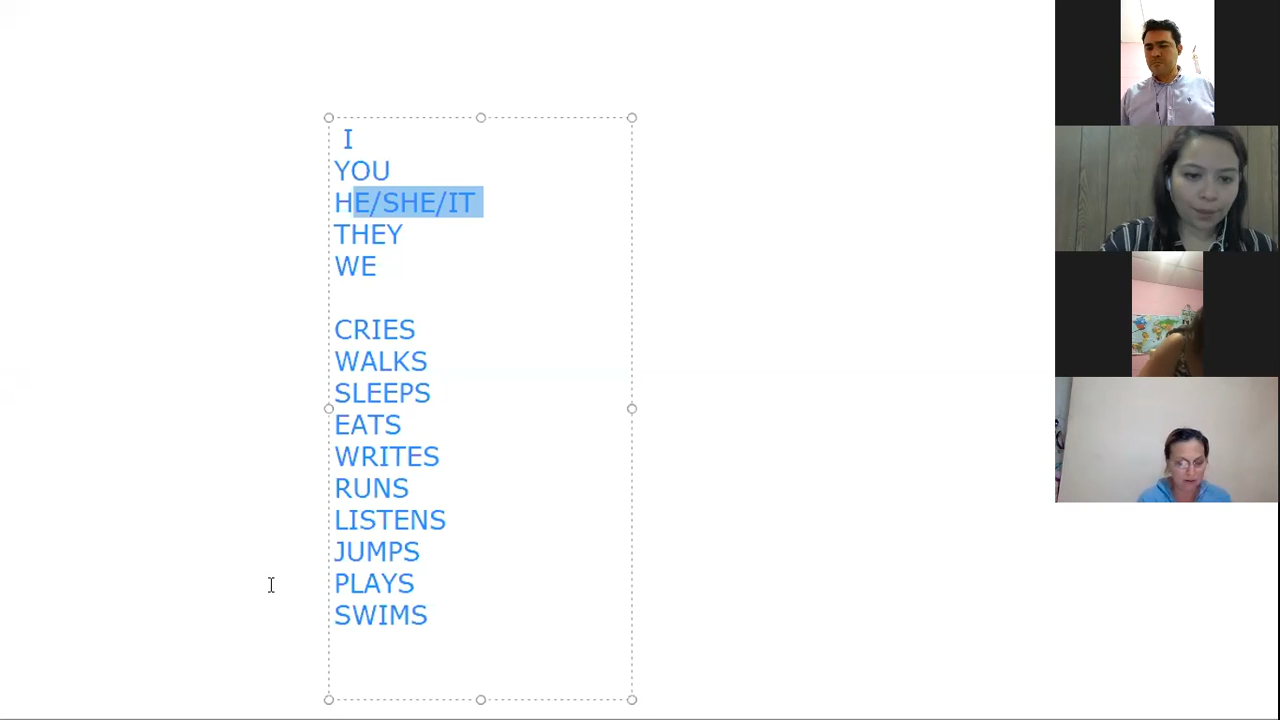 I
YOU
HE/SHE/IT
THEY
WE
CRIES
WALKS
SLEEPS
EATS
WRITES
RUNS
LISTENS
JUMPS
PLAYS
SWIMS